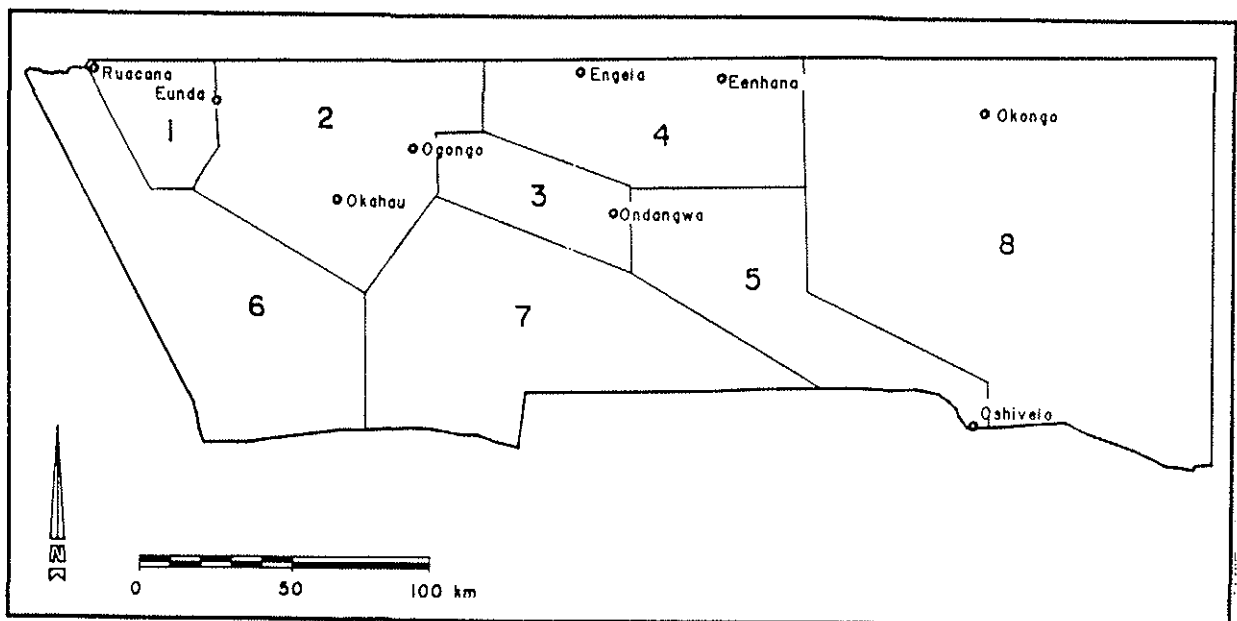 Ruacana
Eunda
1
2
Ogongo
Okahau
Engela
Eenhana
4
3
Ondangwa
Okongo
8
5
6
7
Oshivelo
N
0 50 100 km